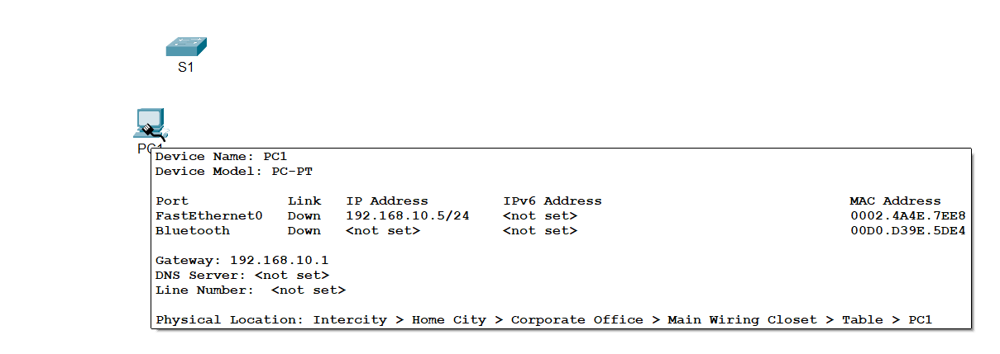 S1
PC1
Device Name: PC1
Device Model: PC-PT
Port Link IP Address IPv6 Address MAC Address
FastEthernet0 Down 192.168.10.5/24 <not set> 0002.4A4E.7EE8
Bluetooth Down <not set> <not set> 00D0.D39E.5DE4
Gateway: 192.168.10.1
DNS Server: <not set>
Line Number: <not set>
Physical Location: Intercity > Home City > Corporate Office > Main Wiring Closet > Table > PC1